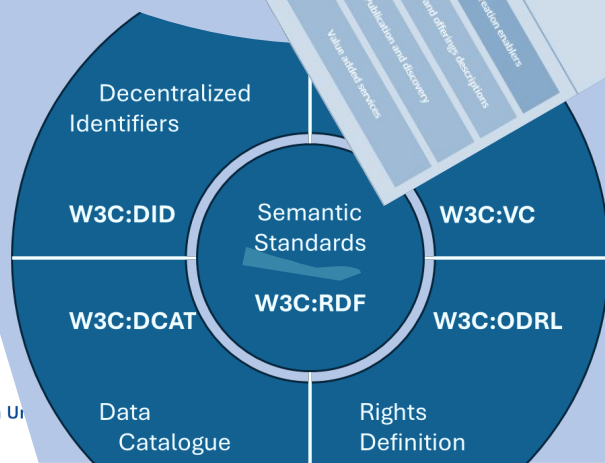 Value added services
Publication and discovery
and offerings descriptions
creation enablers
Decentralized
Identifiers
W3C:DID
W3C:VC
Semantic
Standards
W3C:RDF
W3C:DCAT
W3C:ODRL
Data
Catalogue
Rights
Definition